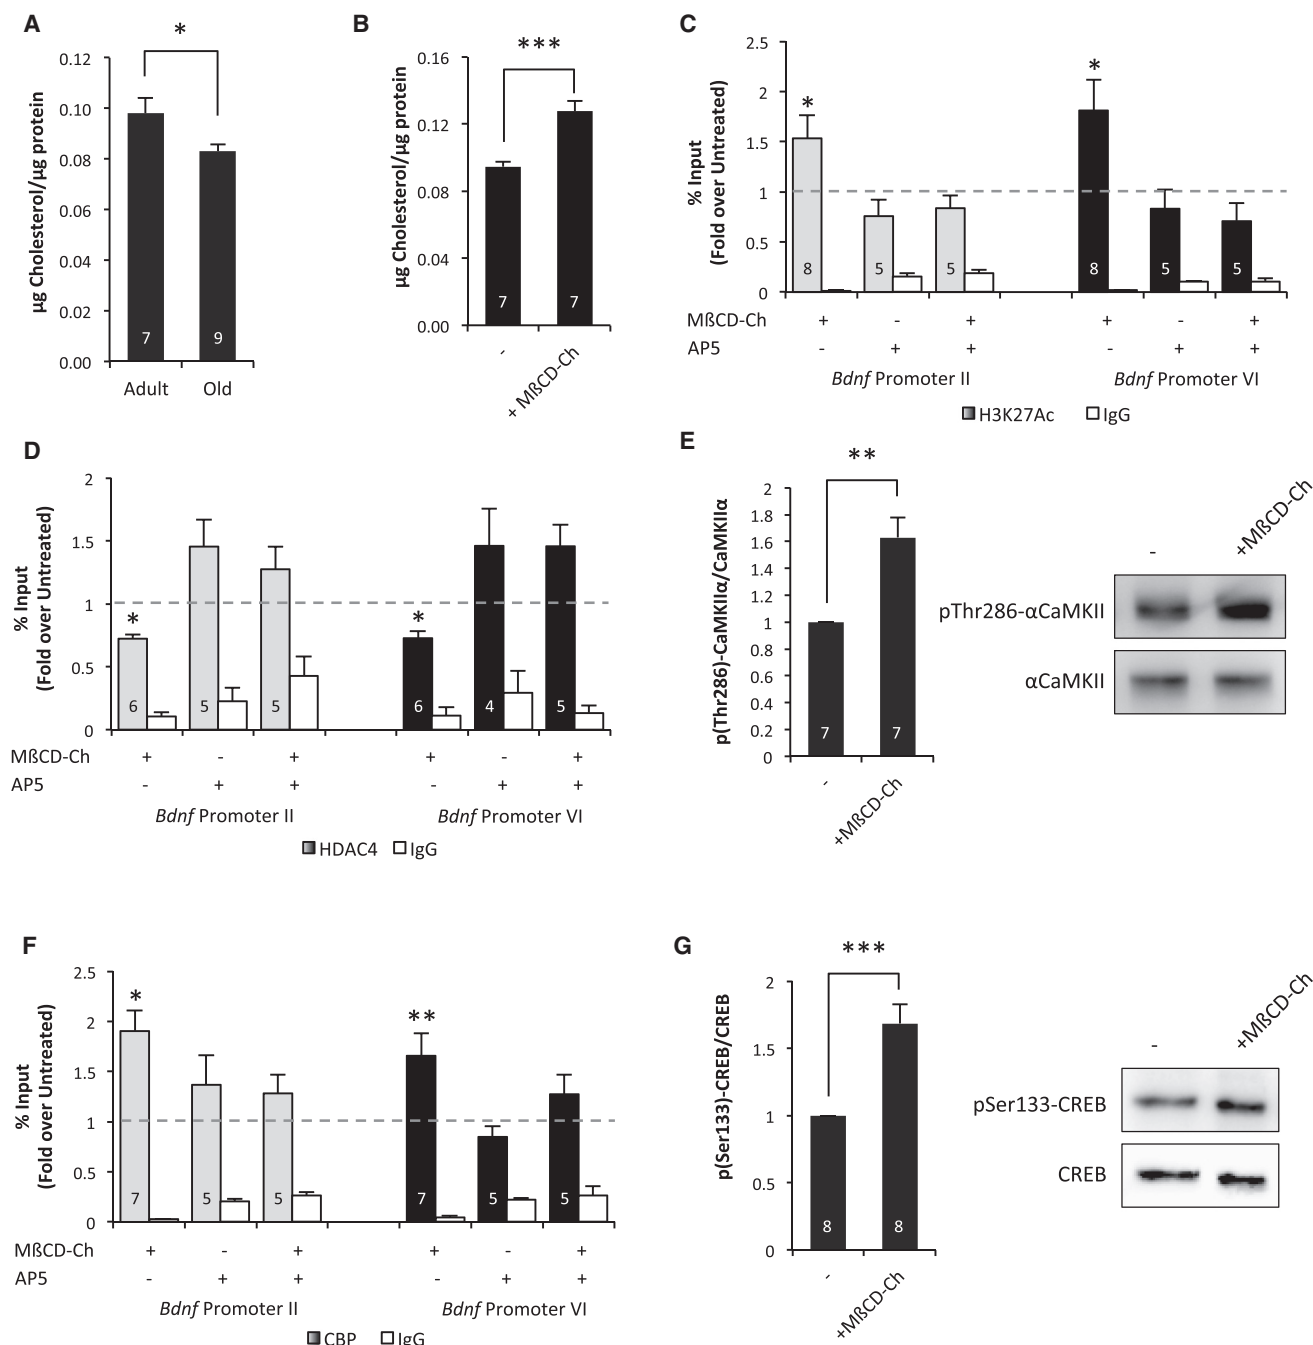 A
*
µg Cholesterol/µg protein
0.12
0.10
0.08
0.06
0.04
0.02
0.00
7
9
Adult
Old
B
***
µg Cholesterol/µg protein
0.16
0.12
0.08
0.04
0.00
7
7
-
+ MßCD-Ch
C
% Input
(Fold over Untreated)
2.5
2
1.5
1
0.5
0
*
*
8
5
5
8
5
5
MßCD-Ch + - + + - +
AP5 - + + - + +
Bdnf Promoter II
Bdnf Promoter VI
H3K27Ac IgG
D
% Input
(Fold over Untreated)
2
1.5
1
0.5
0
*
*
6
5
5
6
4
5
MßCD-Ch + - + + - +
AP5 - + + - + +
Bdnf Promoter II
Bdnf Promoter VI
HDAC4 IgG
E
**
p(Thr286)-CaMKIIα/CaMKIIα
2
1.8
1.6
1.4
1.2
1
0.8
0.6
0.4
0.2
0
7
7
-
+MßCD-Ch
-
+MßCD-Ch
pThr286-αCaMKII
αCaMKII
F
% Input
(Fold over Untreated)
2.5
2
1.5
1
0.5
0
*
**
7
5
5
7
5
5
MßCD-Ch + - + + - +
AP5 - + + - + +
Bdnf Promoter II
Bdnf Promoter VI
CBP IgG
G
***
p(Ser133)-CREB/CREB
2
1.5
1
0.5
0
8
8
-
+MßCD-Ch
-
+MßCD-Ch
pSer133-CREB
CREB